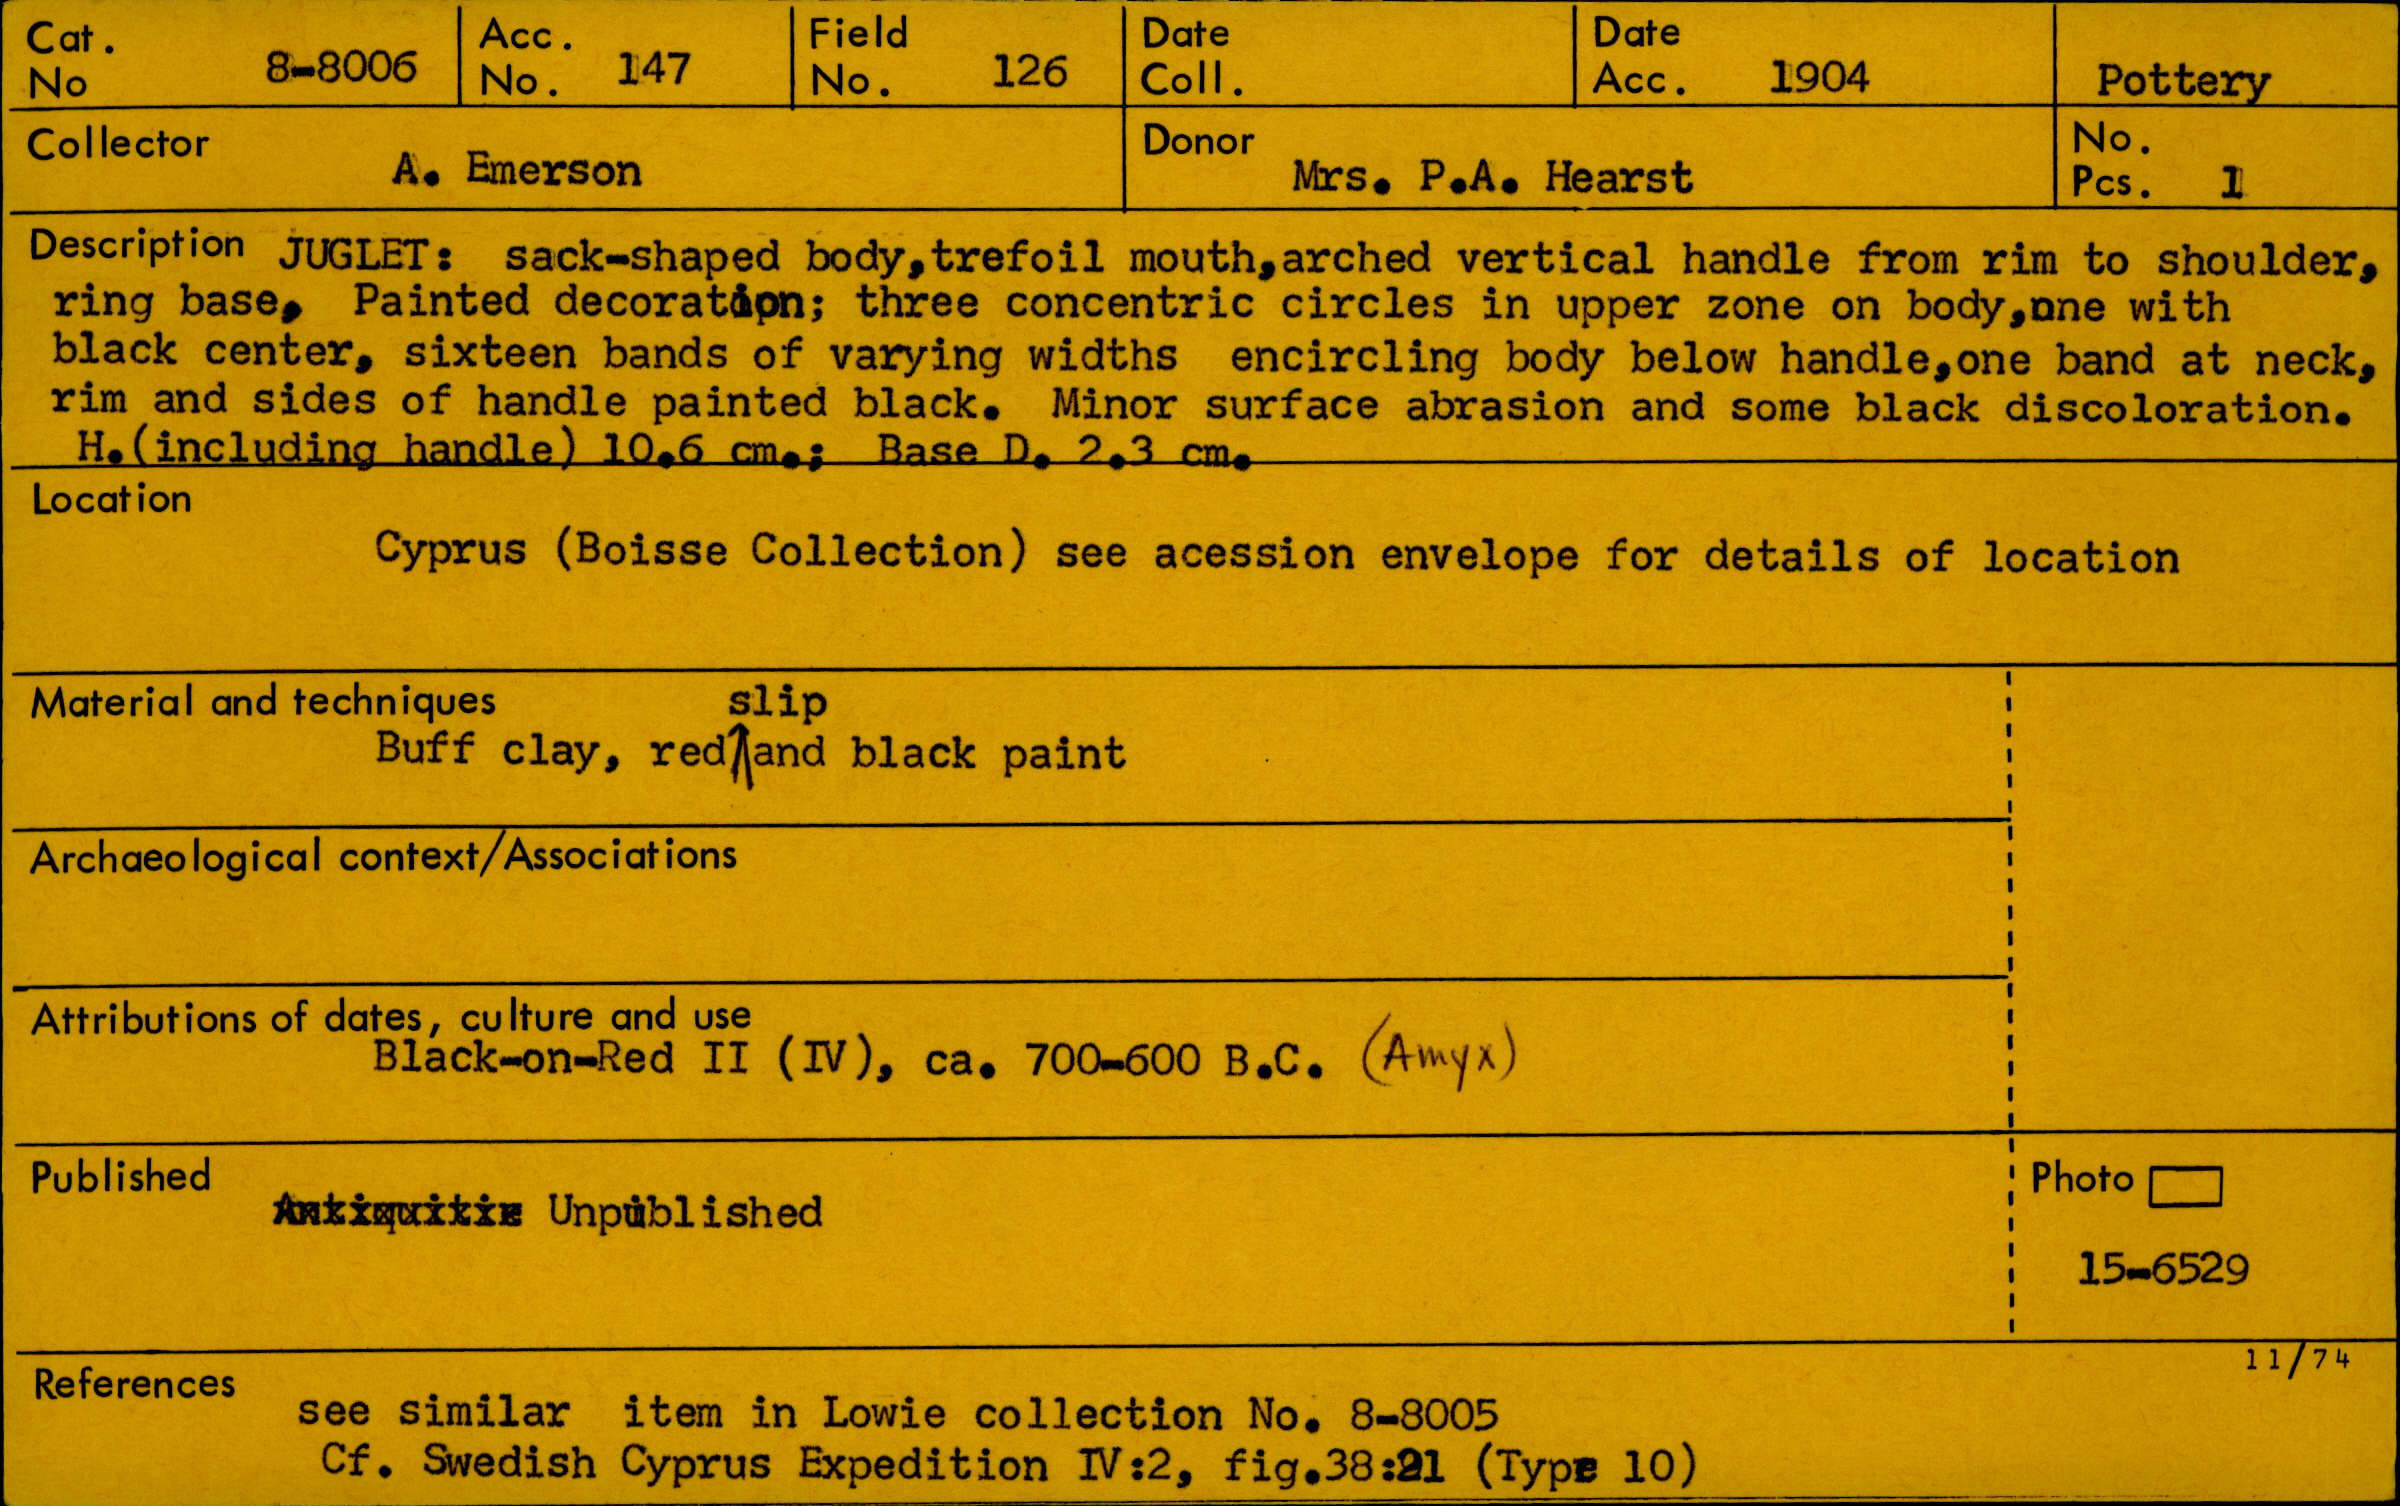 Cat. No 8-8006 Acc. No. 147 Field No. 126 Date Coll. Date Acc. 1904 Pottery
Collector A. Emerson Donor Mrs. P.A. Hearst No. Pcs. 1
Description JUGLET: sack-shaped body,trefoil mouth,arched vertical handle from rim to shoulder,
ring base, Painted decoration; three concentric circles in upper zone on body,one with
black center, sixteen bands of varying widths encircling body below handle,one band at neck,
rim and sides of handle painted black. Minor surface abrasion and some black discoloration.
H.(including handle) 10.6 cm.; Base D. 2.3 cm.
Location
Cyprus (Boisse Collection) see acession envelope for details of location
Material and techniques
slip
Buff clay, red and black paint
Archaeological context/Associations
Attributions of dates, culture and use
Black-on-Red II (IV), ca. 700-600 B.C. (Amyx)
Published
Antiquitie Unpublished
Photo
15-6529
11/74
References
see similar item in Lowie collection No. 8-8005
Cf. Swedish Cyprus Expedition IV:2, fig.38:21 (Type 10)